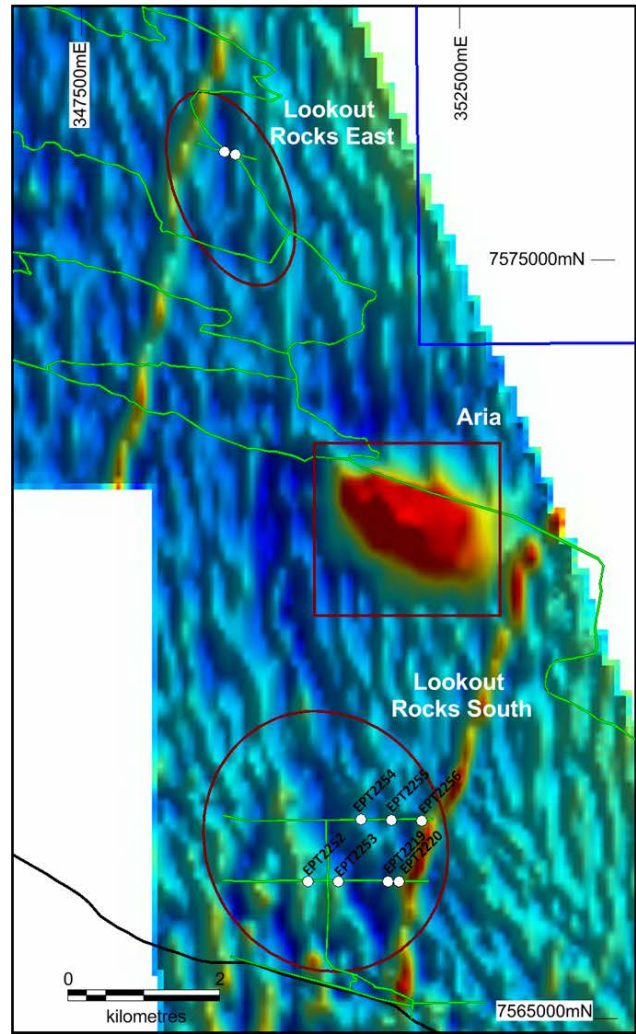 347500mE
352500mE
Lookout
Rocks East
7575000mN
Aria
Lookout
Rocks South
EPT2254
EPT2255
EPT2256
EPT2252
EPT2253
EPT2219
EPT2220
0 2
kilometres
7565000mN